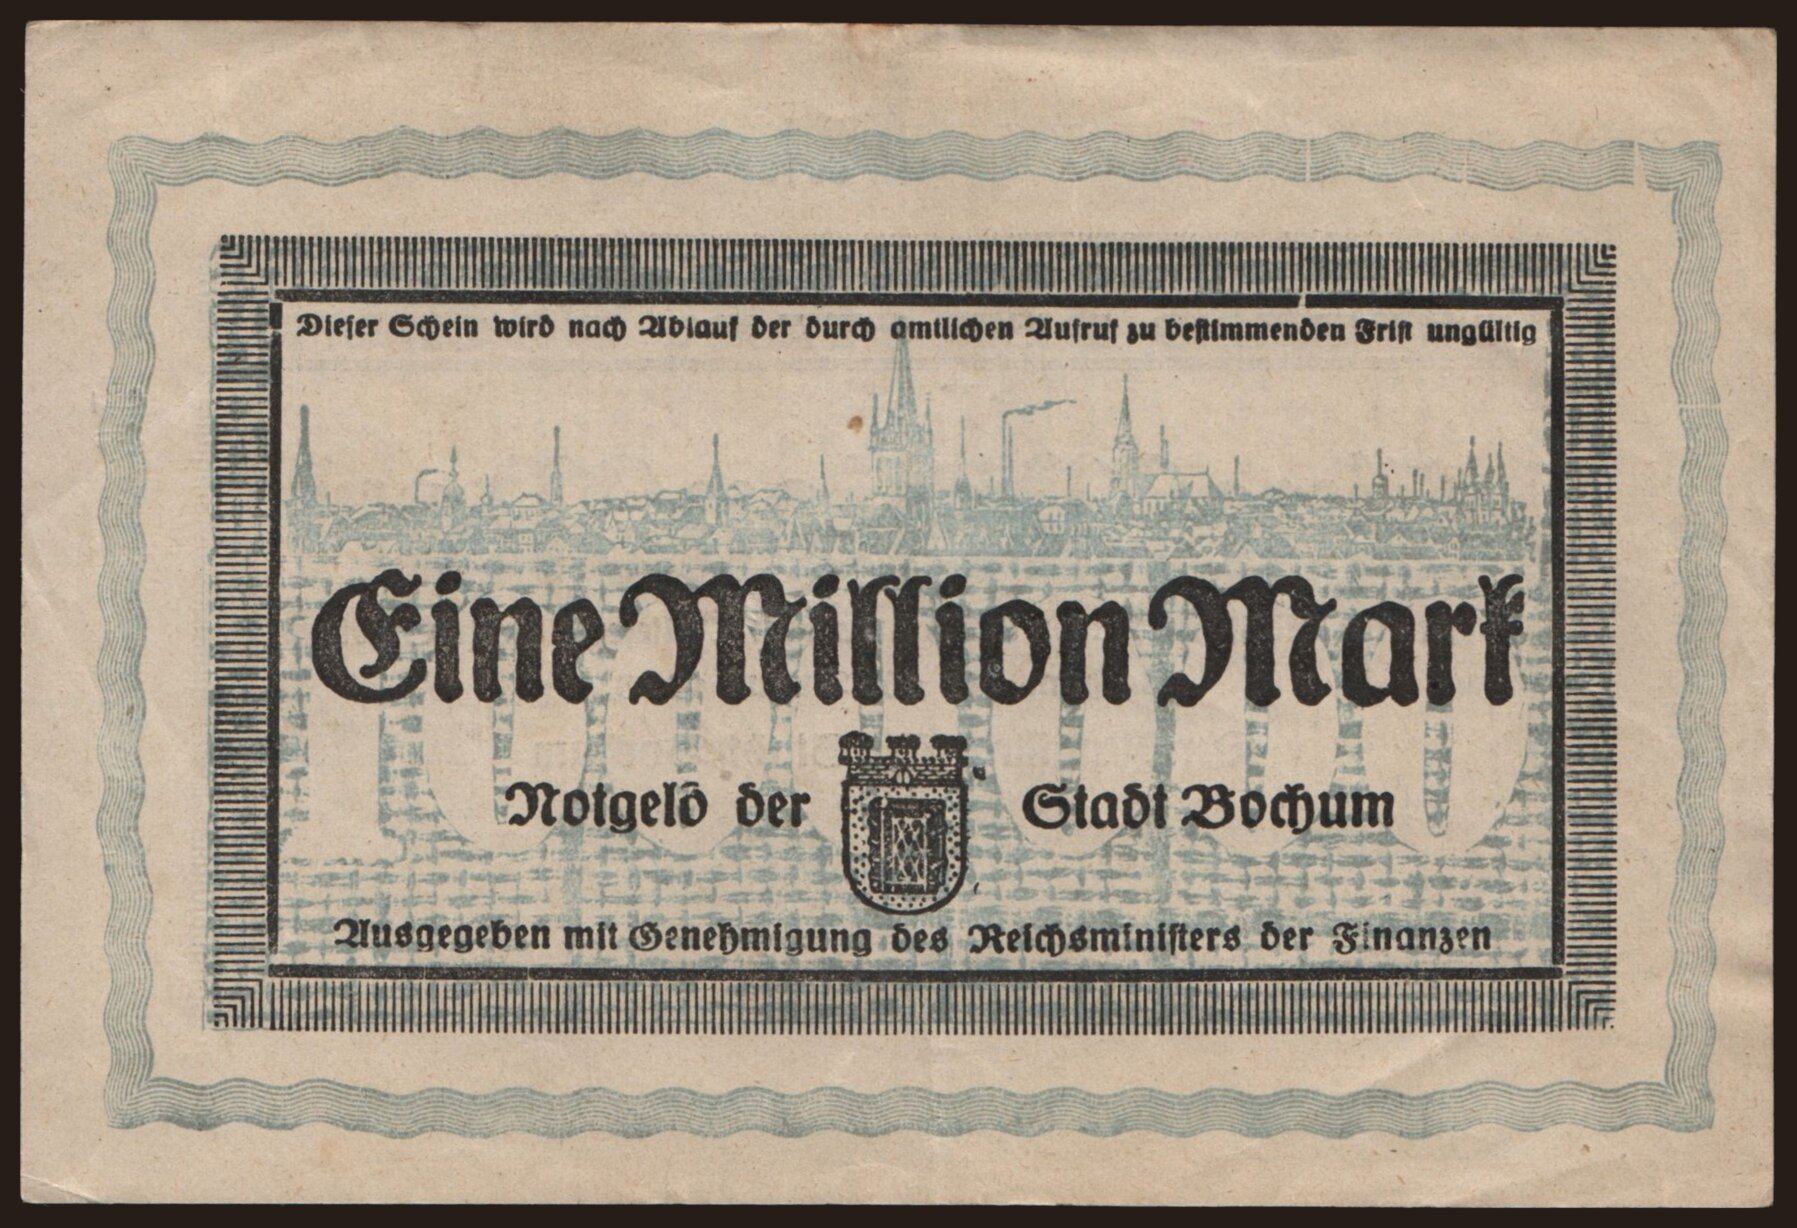 Dieser Schein wird nach Ablauf der durch amtlichen Aufruf zu bestimmenden Frist ungültig
Eine Million Mark
1000000
Notgeld der Stadt Bochum
Ausgegeben mit Genehmigung des Reichsministers der Finanzen